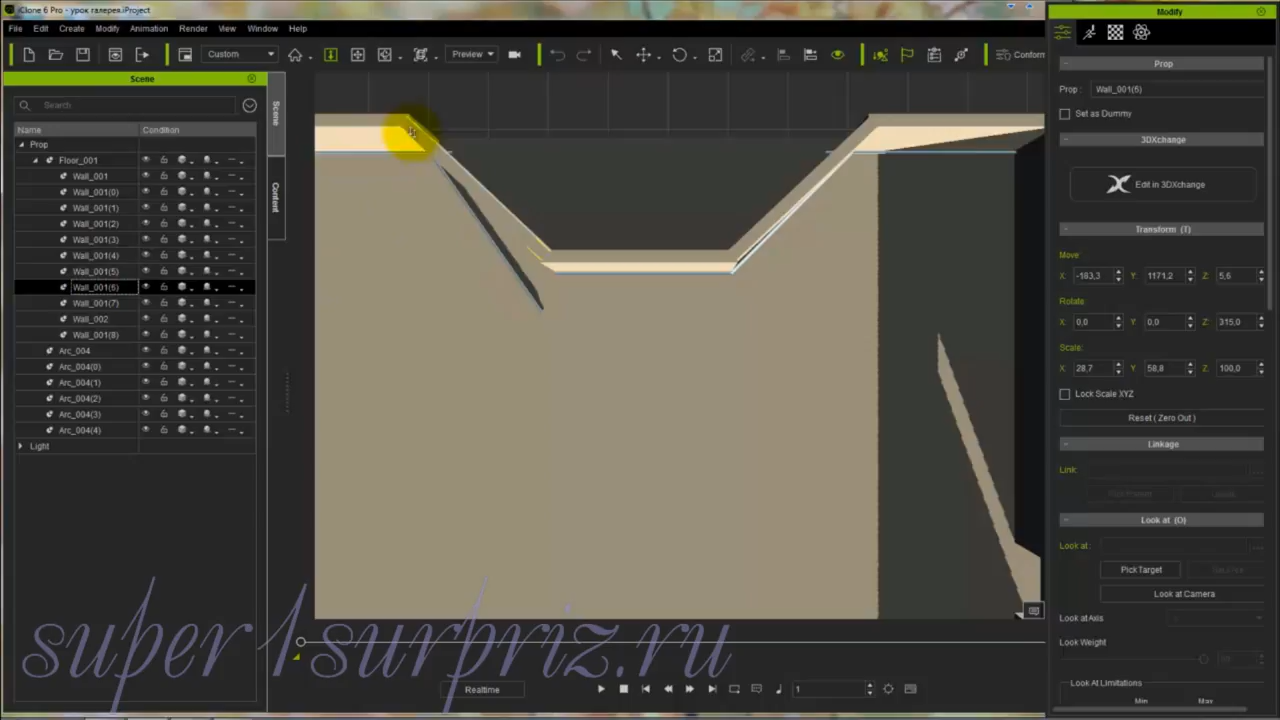 iClone 6 Pro - урок галерея.iProject
File Edit Create Modify Animation Render View Window Help
Custom
Preview
Conform
Scene
Search
Name Condition
Prop
Floor_001
Wall_001
Wall_001(0)
Wall_001(1)
Wall_001(2)
Wall_001(3)
Wall_001(4)
Wall_001(5)
Wall_001(6)
Wall_001(7)
Wall_002
Wall_001(8)
Arc_004
Arc_004(0)
Arc_004(1)
Arc_004(2)
Arc_004(3)
Arc_004(4)
Light
Scene
Content
Realtime
1
Modify
Prop
Prop : Wall_001(6)
Set as Dummy
3DXchange
Edit in 3DXchange
Transform (T)
Move:
X: -183,3 Y: 1171,2 Z: 5,6
Rotate:
X: 0,0 Y: 0,0 Z: 315,0
Scale:
X: 28,7 Y: 58,8 Z: 100,0
Lock Scale XYZ
Reset ( Zero Out )
Linkage
Link:
Look at (O)
Look at:
Pick Target
Look at Camera
Look at Axis
Look Weight
Look At Limitations
Min Max
super1surpriz.ru